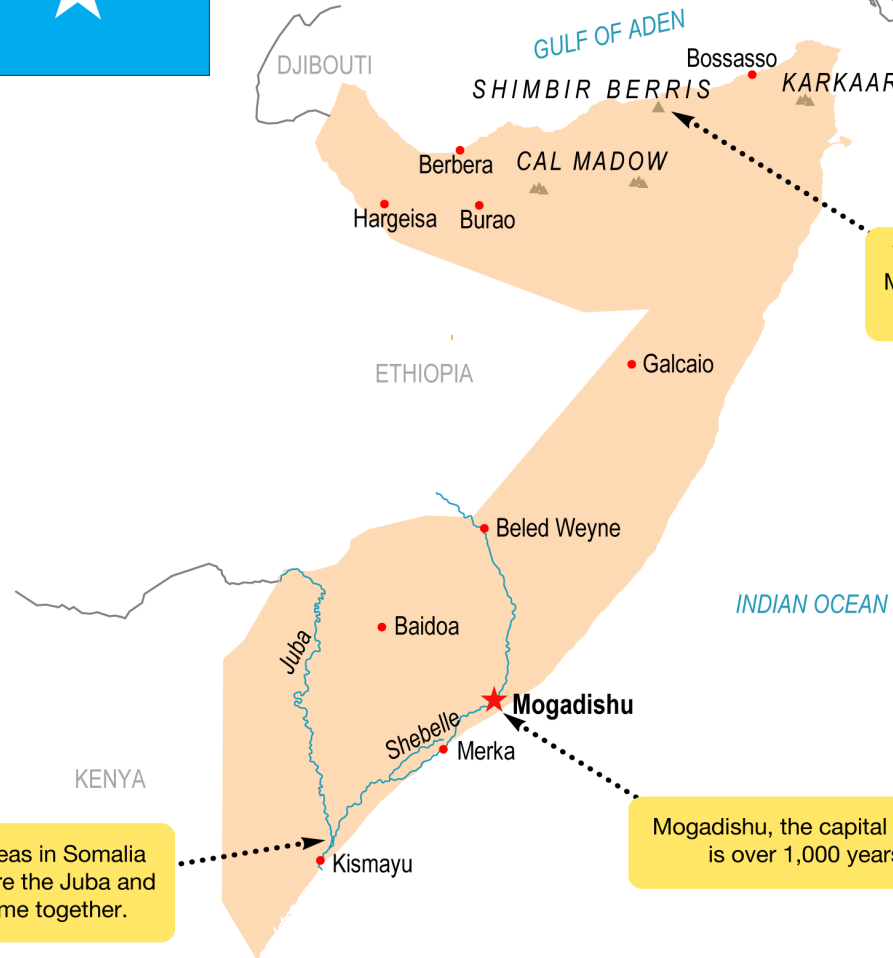 GULF OF ADEN
DJIBOUTI
Bossasso
SHIMBIR BERRIS
KARKAAR
Berbera
CAL MADOW
Hargeisa
Burao
N
Galcaio
ETHIOPIA
Beled Weyne
INDIAN OCEAN
Baidoa
Juba
Mogadishu
Shebelle
Merka
KENYA
Mogadishu, the capital
is over 1,000 years
eas in Somalia
re the Juba and
me together.
Kismayu